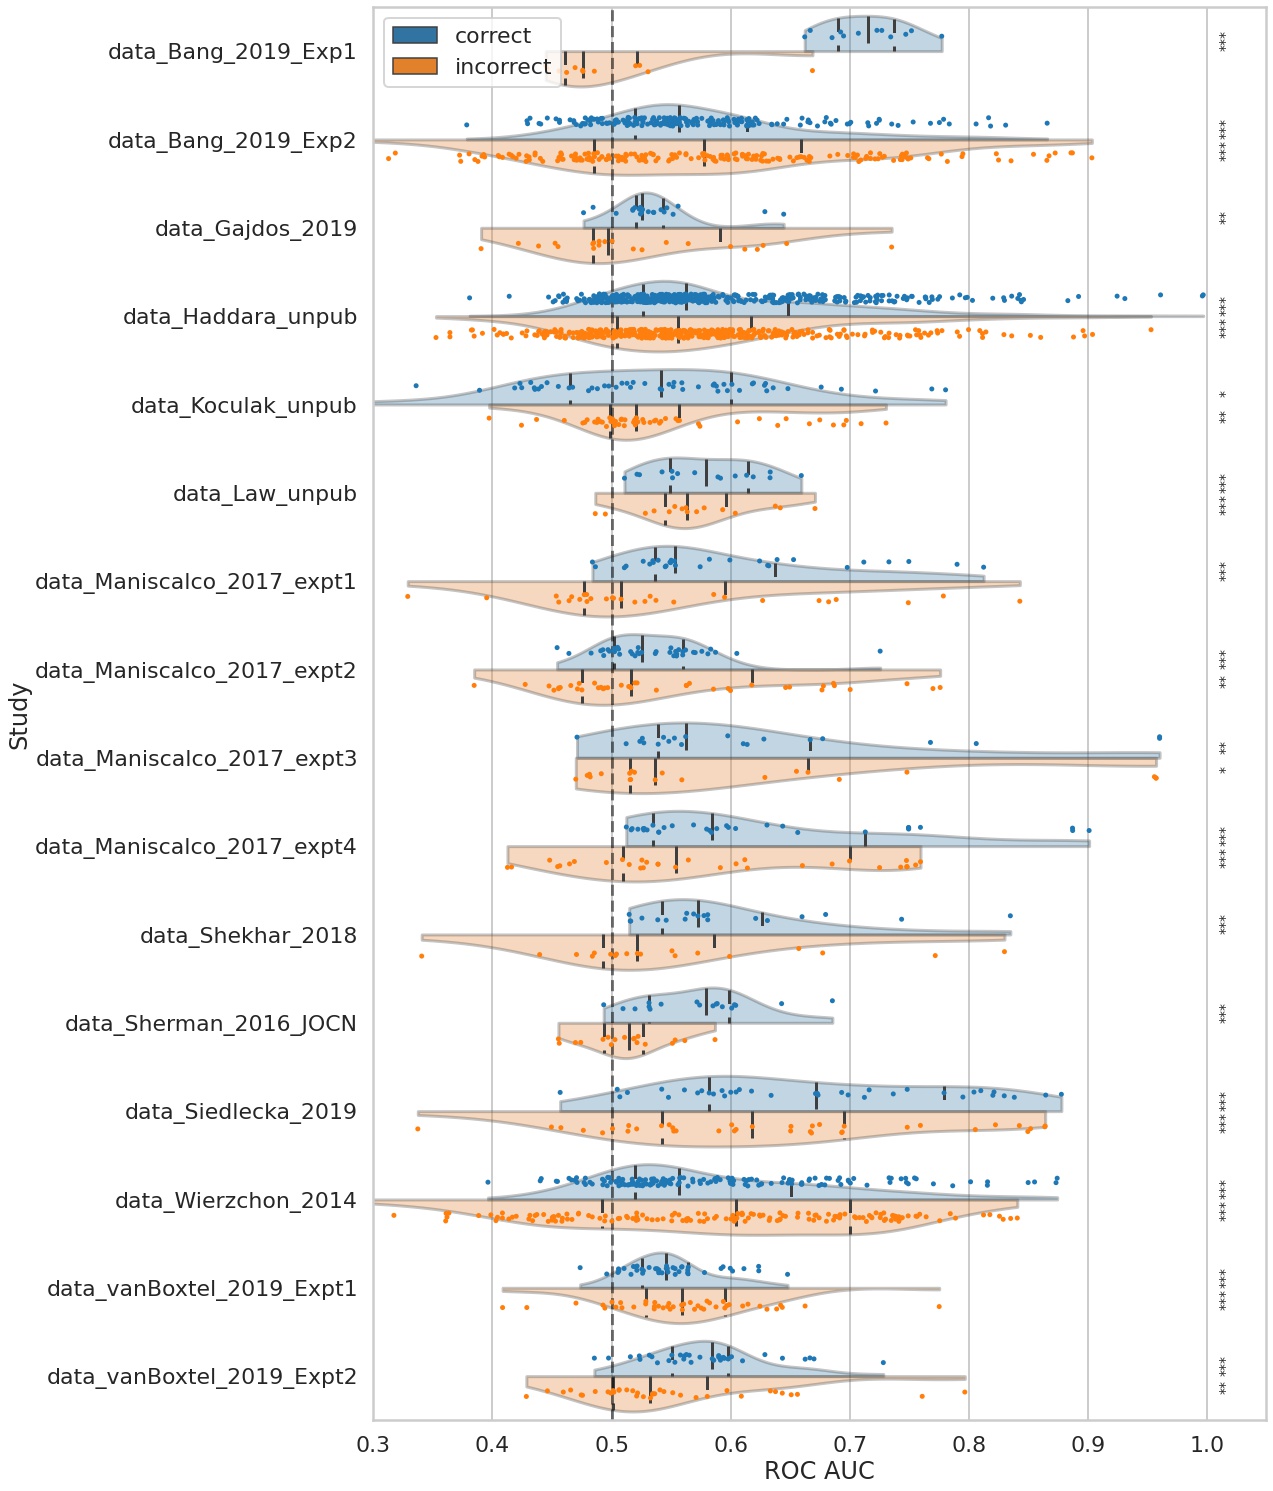 correct
incorrect
data_Bang_2019_Exp1 ***
data_Bang_2019_Exp2 *** ***
data_Gajdos_2019 **
data_Haddara_unpub *** ***
data_Koculak_unpub * **
data_Law_unpub *** ***
data_Maniscalco_2017_expt1 ***
data_Maniscalco_2017_expt2 *** **
data_Maniscalco_2017_expt3 ** *
data_Maniscalco_2017_expt4 *** ***
data_Shekhar_2018 ***
data_Sherman_2016_JOCN ***
data_Siedlecka_2019 *** ***
data_Wierzchon_2014 *** ***
data_vanBoxtel_2019_Expt1 *** ***
data_vanBoxtel_2019_Expt2 *** **
Study
0.3 0.4 0.5 0.6 0.7 0.8 0.9 1.0
ROC AUC